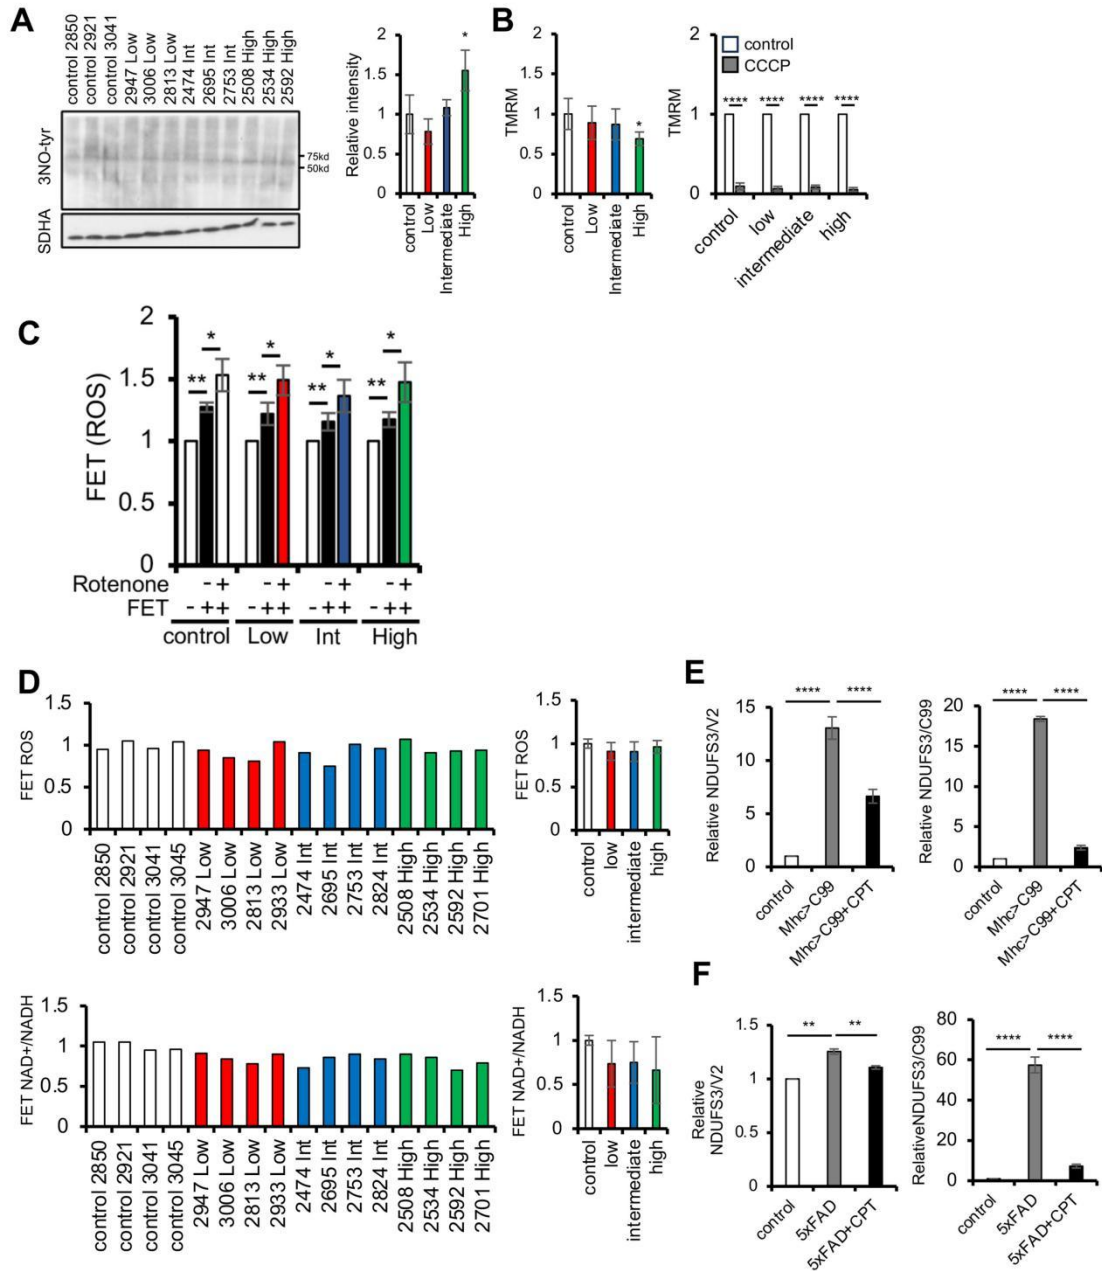 A
control 2850
control 2921
control 3041
2947 Low
3006 Low
2813 Low
2474 Int
2695 Int
2753 Int
2508 High
2534 High
2592 High
3NO-tyr
75kd
50kd
SDHA
Relative intensity
2
1.5
1
0.5
0
*
control
Low
Intermediate
High
B
TMRM
2
1
0
*
control
Low
Intermediate
High
TMRM
2
1
0
control
CCCP
**** **** **** ****
control
low
intermediate
high
C
FET (ROS)
2
1.5
1
0.5
0
** * ** * ** * ** *
Rotenone - + - + - + - +
FET - + + - + + - + + - + +
control Low Int High
D
FET ROS
1.5
1
0.5
0
control 2850
control 2921
control 3041
control 3045
2947 Low
3006 Low
2813 Low
2933 Low
2474 Int
2695 Int
2753 Int
2824 Int
2508 High
2534 High
2592 High
2701 High
FET ROS
1.5
1
0.5
0
control
low
intermediate
high
FET NAD+/NADH
1.5
1
0.5
0
control 2850
control 2921
control 3041
control 3045
2947 Low
3006 Low
2813 Low
2933 Low
2474 Int
2695 Int
2753 Int
2824 Int
2508 High
2534 High
2592 High
2701 High
FET NAD+/NADH
1.5
1
0.5
0
control
low
intermediate
high
E
Relative NDUFS3/V2
15
10
5
0
**** ****
control
Mhc>C99
Mhc>C99+CPT
Relative NDUFS3/C99
20
15
10
5
0
**** ****
control
Mhc>C99
Mhc>C99+CPT
F
Relative
NDUFS3/V2
1.5
1
0.5
0
** **
control
5xFAD
5xFAD+CPT
RelativeNDUFS3/C99
80
60
40
20
0
**** ****
control
5xFAD
5xFAD+CPT